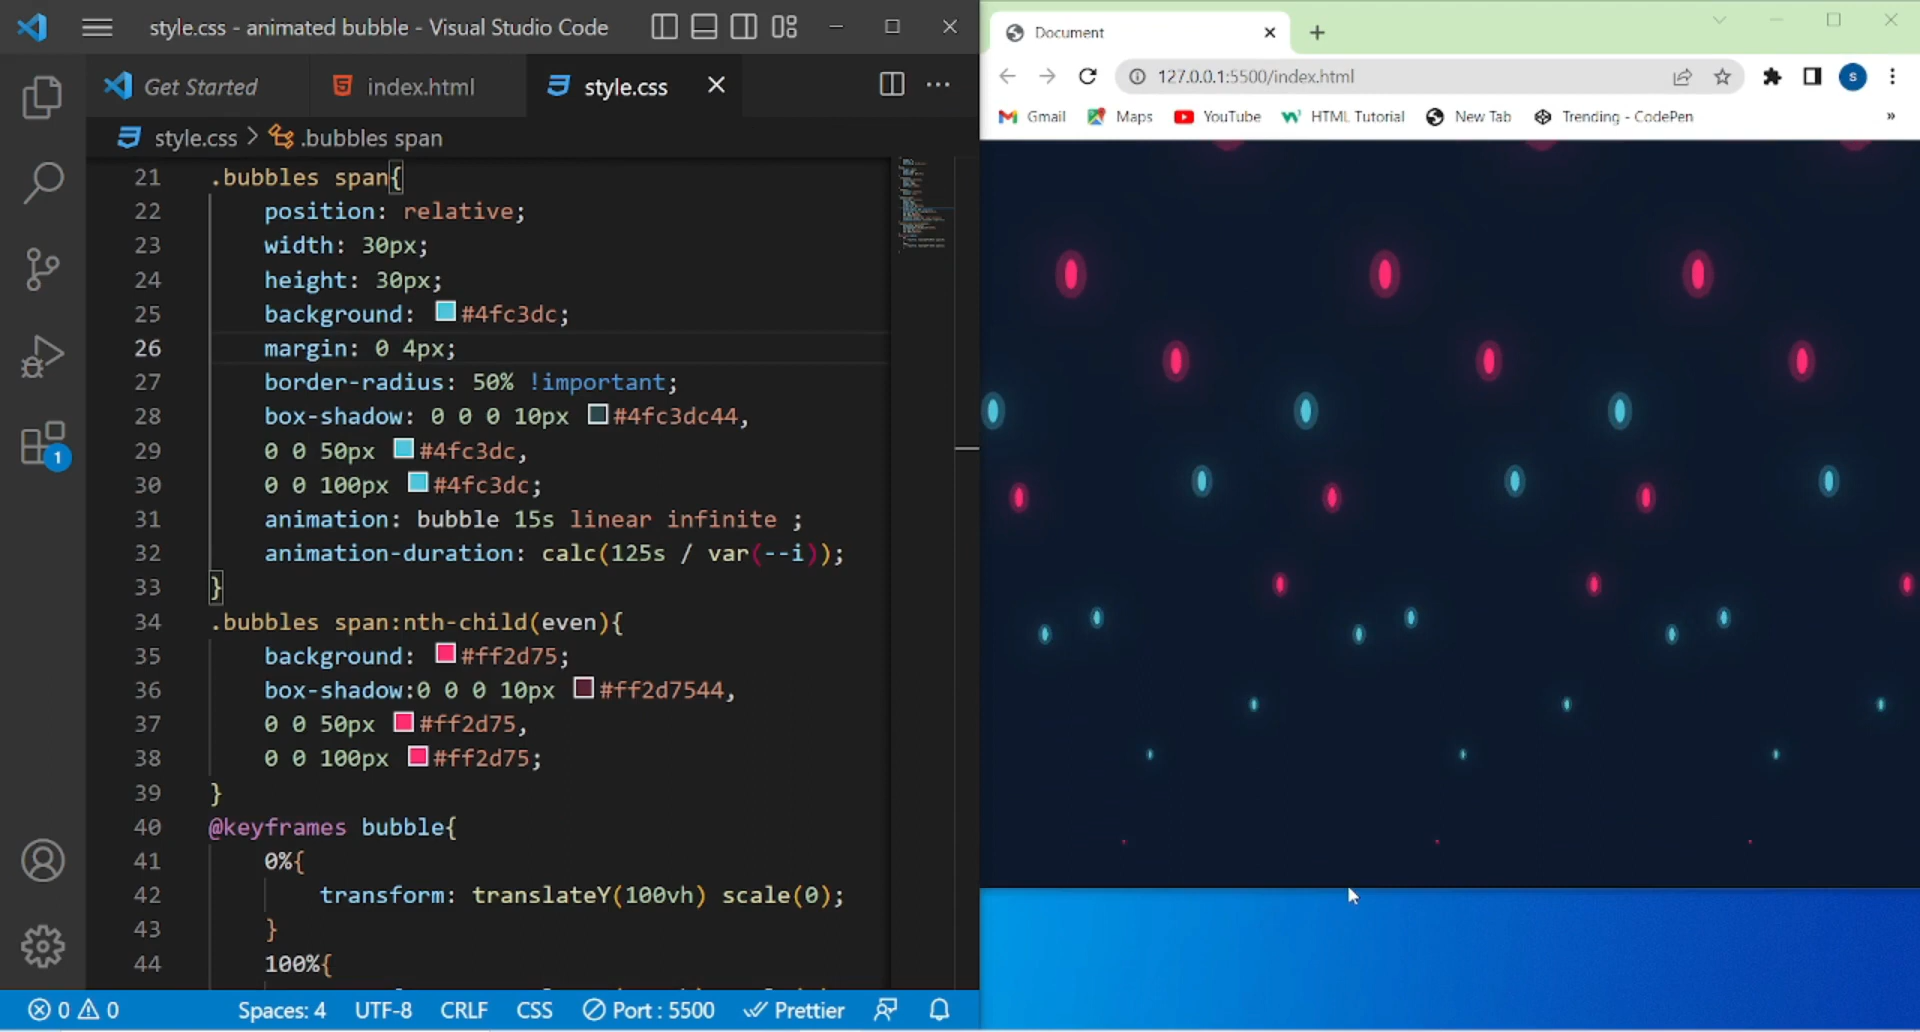 style.css - animated bubble - Visual Studio Code
Get Started
index.html
style.css
style.css > .bubbles span
21 .bubbles span{
22 position: relative;
23 width: 30px;
24 height: 30px;
25 background: #4fc3dc;
26 margin: 0 4px;
27 border-radius: 50% !important;
28 box-shadow: 0 0 0 10px #4fc3dc44,
29 0 0 50px #4fc3dc,
30 0 0 100px #4fc3dc;
31 animation: bubble 15s linear infinite ;
32 animation-duration: calc(125s / var(--i));
33 }
34 .bubbles span:nth-child(even){
35 background: #ff2d75;
36 box-shadow:0 0 0 10px #ff2d7544,
37 0 0 50px #ff2d75,
38 0 0 100px #ff2d75;
39 }
40 @keyframes bubble{
41 0%{
42 transform: translateY(100vh) scale(0);
43 }
44 100%{
1
0 0 Spaces: 4 UTF-8 CRLF CSS Port : 5500 Prettier
Document
127.0.0.1:5500/index.html
S
Gmail Maps YouTube HTML Tutorial New Tab Trending - CodePen »